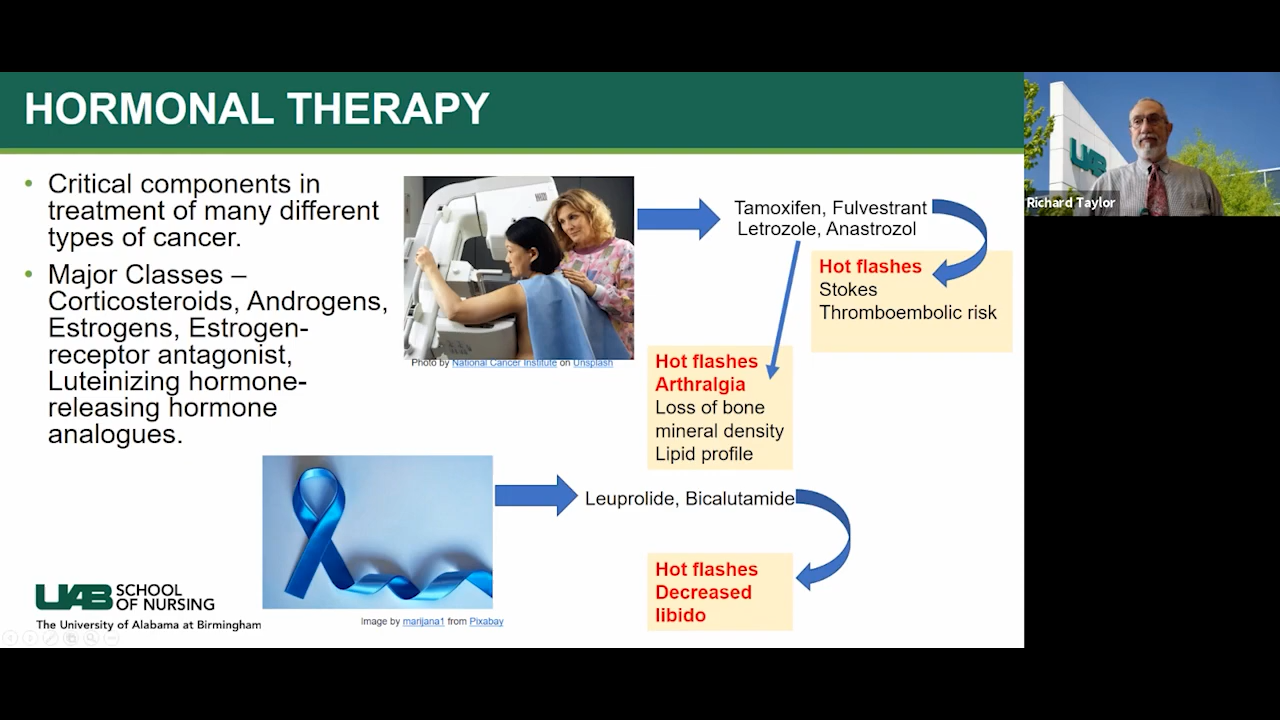 HORMONAL THERAPY
• Critical components in
treatment of many different
types of cancer.
• Major Classes –
Corticosteroids, Androgens,
Estrogens, Estrogen-
receptor antagonist,
Luteinizing hormone-
releasing hormone
analogues.
Photo by National Cancer Institute on Unsplash
Tamoxifen, Fulvestrant
Letrozole, Anastrozol
Hot flashes
Stokes
Thromboembolic risk
Hot flashes
Arthralgia
Loss of bone
mineral density
Lipid profile
Leuprolide, Bicalutamide
Hot flashes
Decreased
libido
Image by marijana1 from Pixabay
UAB SCHOOL
OF NURSING
The University of Alabama at Birmingham
UAB
Richard Taylor